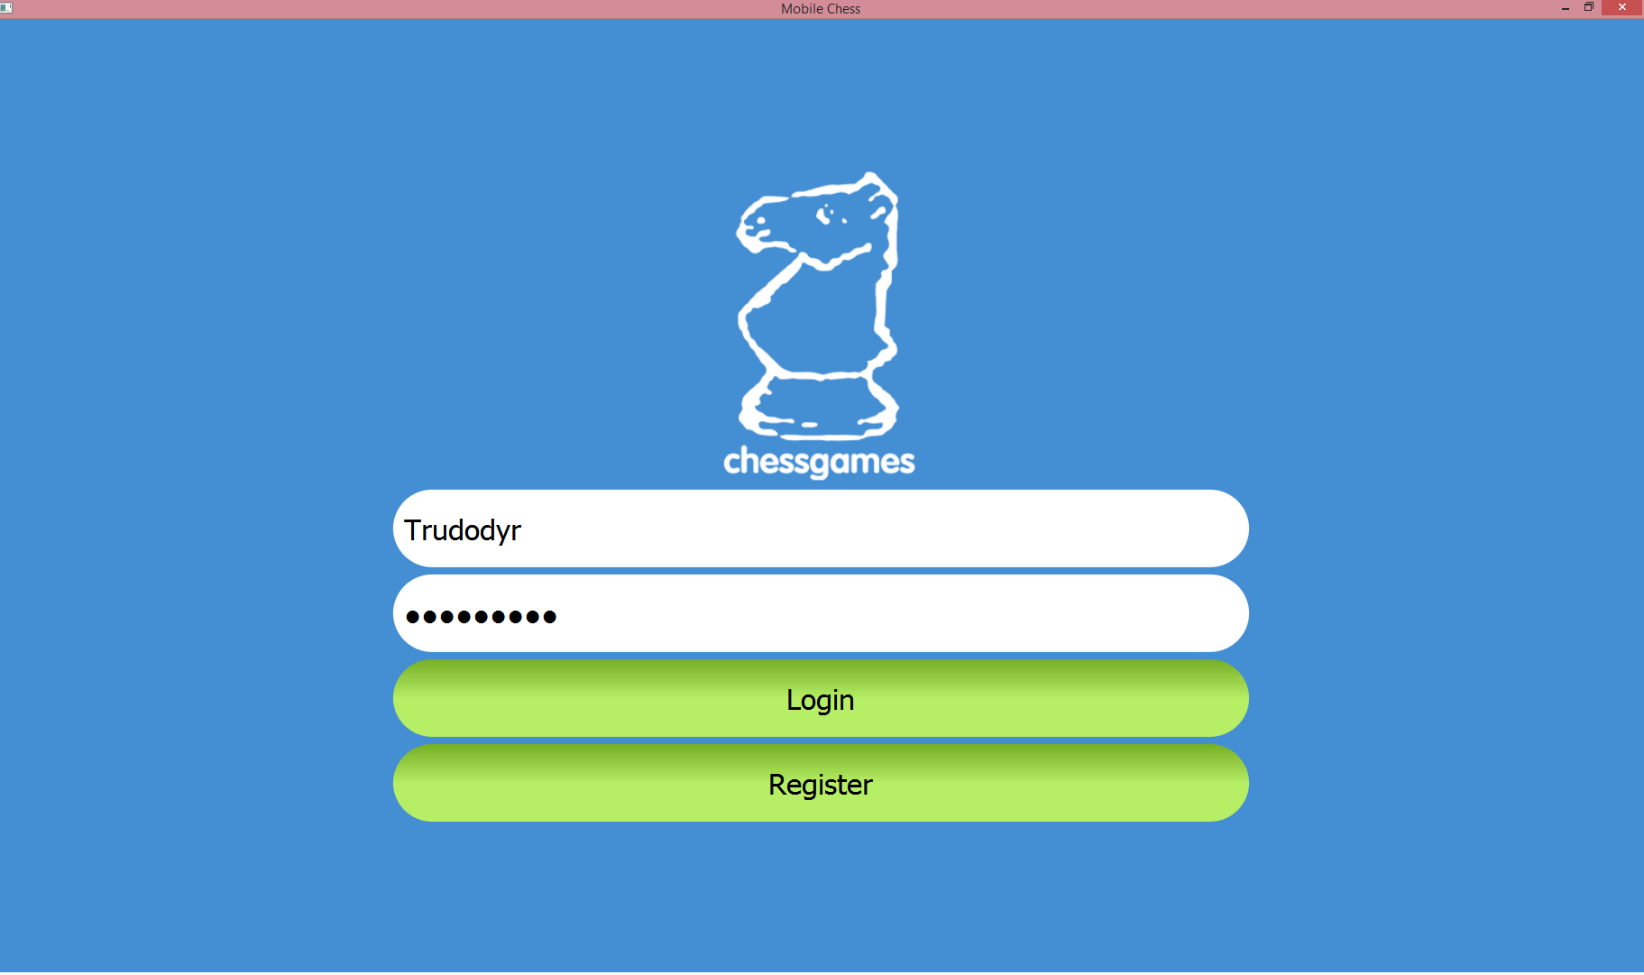 Mobile Chess
chessgames
Trudodyr
●●●●●●●●●
Login
Register